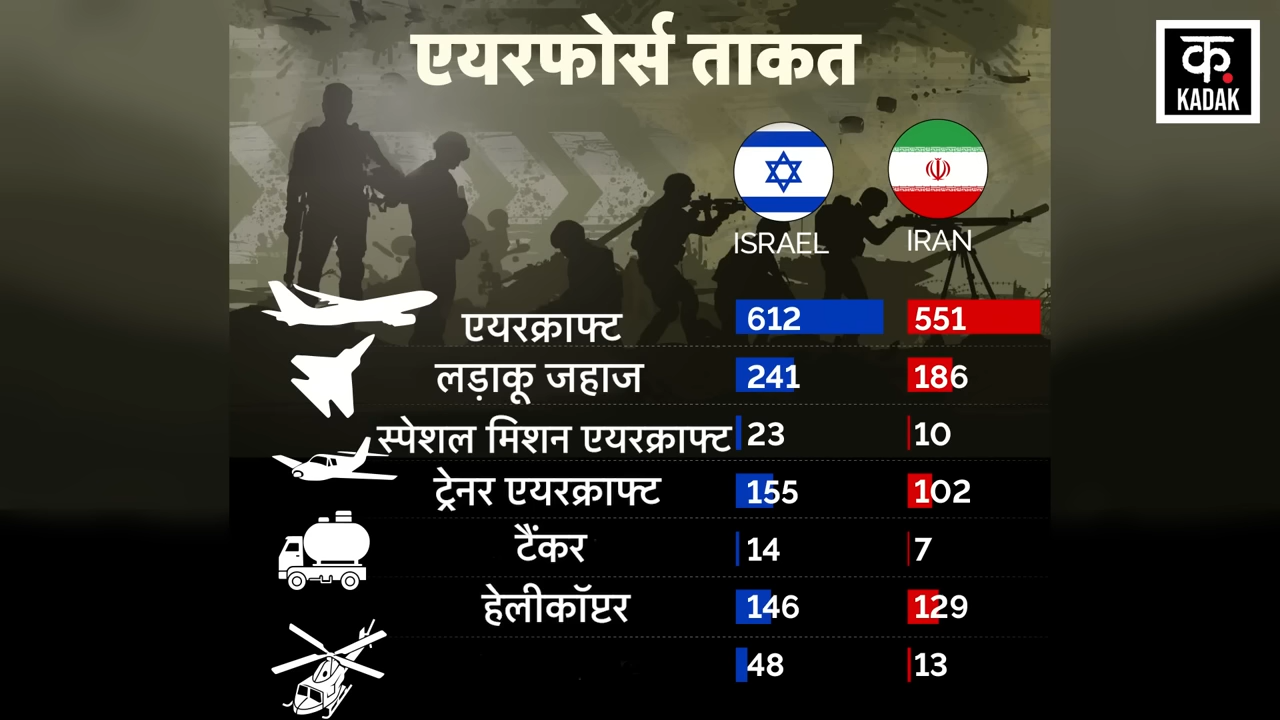 एयरफोर्स ताकत
क
KADAK
ISRAEL IRAN
एयरक्राफ्ट 612 551
लड़ाकू जहाज 241 186
स्पेशल मिशन एयरक्राफ्ट 23 10
ट्रेनर एयरक्राफ्ट 155 102
टैंकर 14 7
हेलीकॉप्टर 146 129
48 13